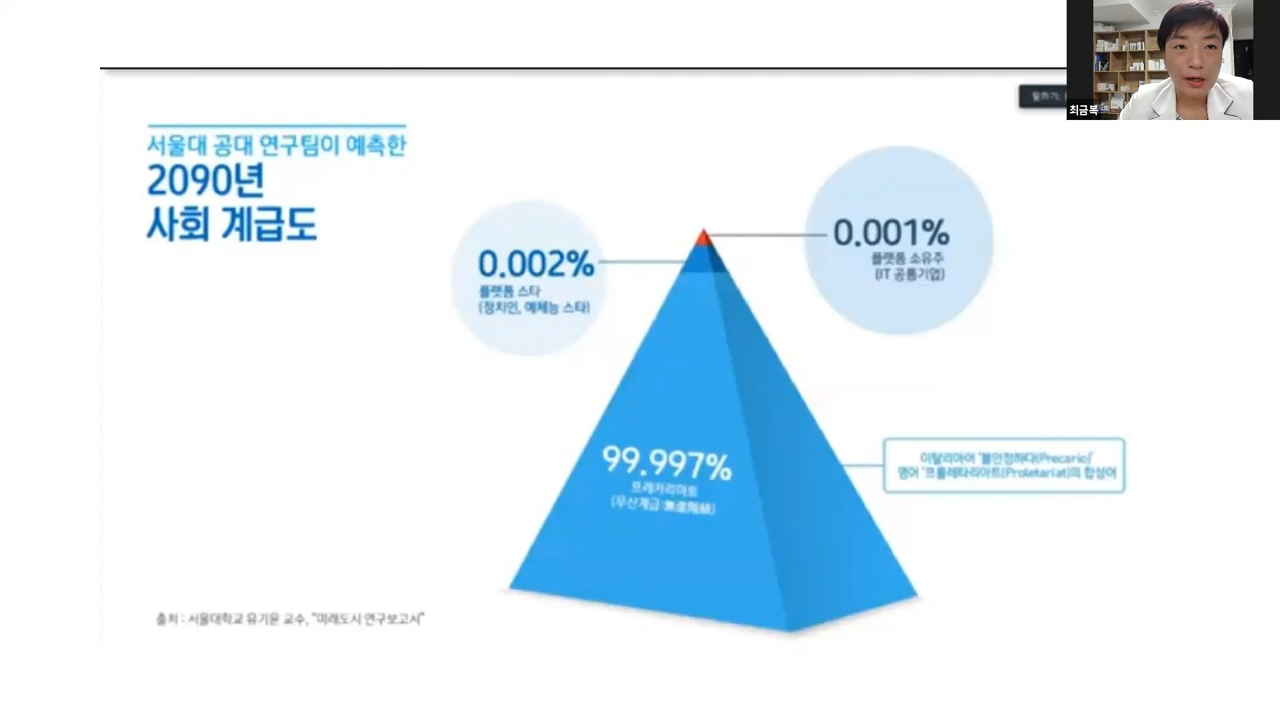 서울대 공대 연구팀이 예측한
2090년
사회 계급도
0.001%
플랫폼 소유주
(IT 공룡기업)
0.002%
플랫폼 스타
(정치인, 예체능 스타)
99.997%
프레카리아트
(무산계급·無産階級)
이탈리아어 '불안정하다(Precario)'
영어 '프롤레타리아트(Proletariat)의 합성어
출처 : 서울대학교 유기윤 교수, "미래도시 연구보고서"
말하기:
최금복